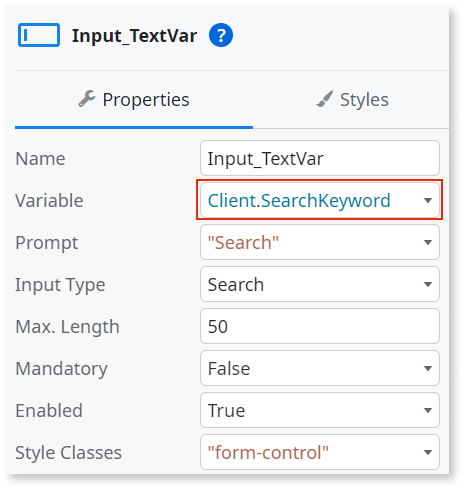 Input_TextVar ?
Properties Styles
Name Input_TextVar
Variable Client.SearchKeyword
Prompt "Search"
Input Type Search
Max. Length 50
Mandatory False
Enabled True
Style Classes "form-control"